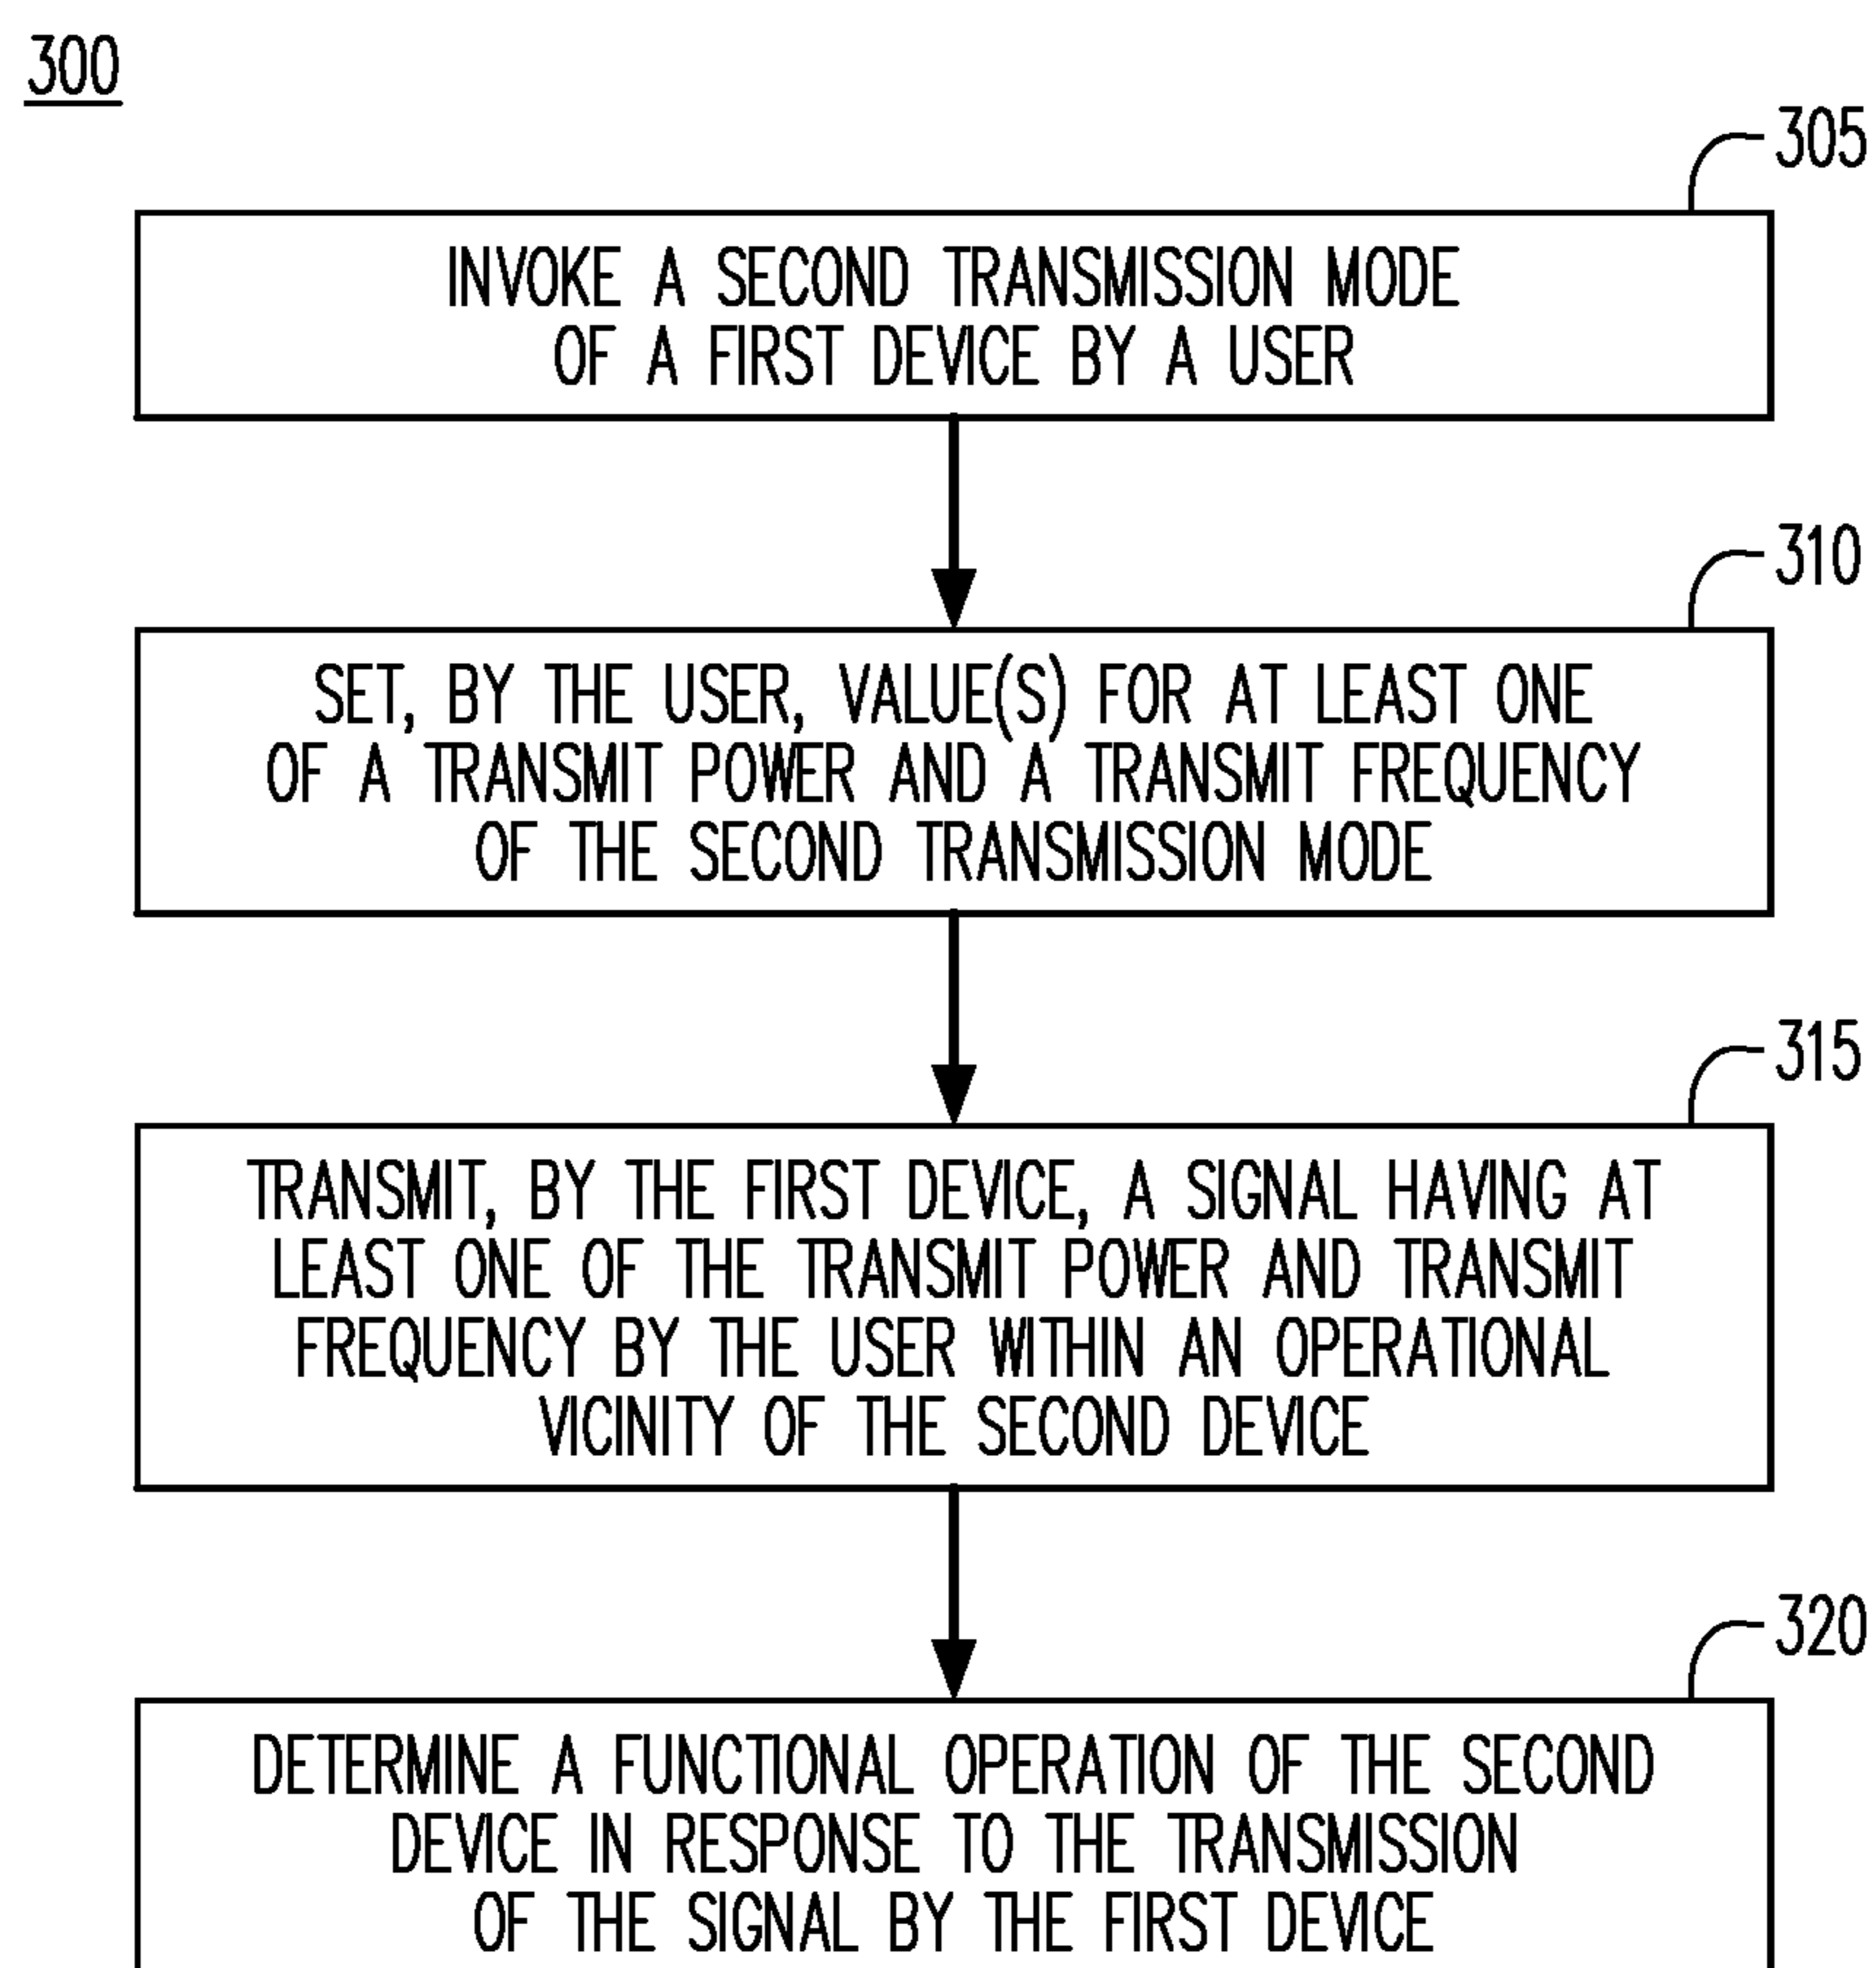 300
305
INVOKE A SECOND TRANSMISSION MODE
OF A FIRST DEVICE BY A USER
310
SET, BY THE USER, VALUE(S) FOR AT LEAST ONE
OF A TRANSMIT POWER AND A TRANSMIT FREQUENCY
OF THE SECOND TRANSMISSION MODE
315
TRANSMIT, BY THE FIRST DEVICE, A SIGNAL HAVING AT
LEAST ONE OF THE TRANSMIT POWER AND TRANSMIT
FREQUENCY BY THE USER WITHIN AN OPERATIONAL
VICINITY OF THE SECOND DEVICE
320
DETERMINE A FUNCTIONAL OPERATION OF THE SECOND
DEVICE IN RESPONSE TO THE TRANSMISSION
OF THE SIGNAL BY THE FIRST DEVICE